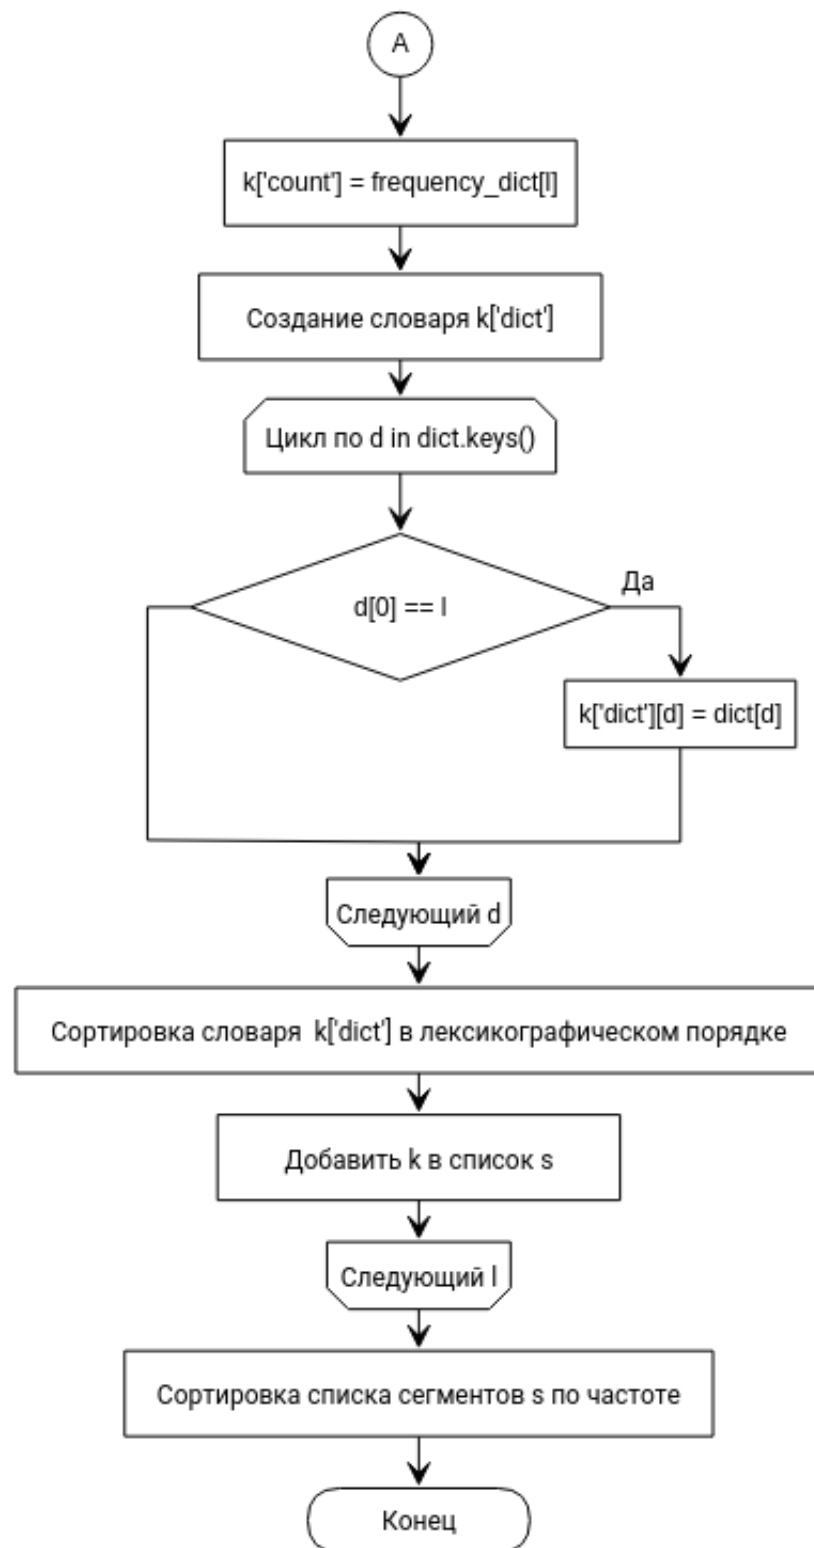 A
k['count'] = frequency_dict[l]
Создание словаря k['dict']
Цикл по d in dict.keys()
d[0] == l
Да
k['dict'][d] = dict[d]
Следующий d
Сортировка словаря k['dict'] в лексикографическом порядке
Добавить k в список s
Следующий l
Сортировка списка сегментов s по частоте
Конец